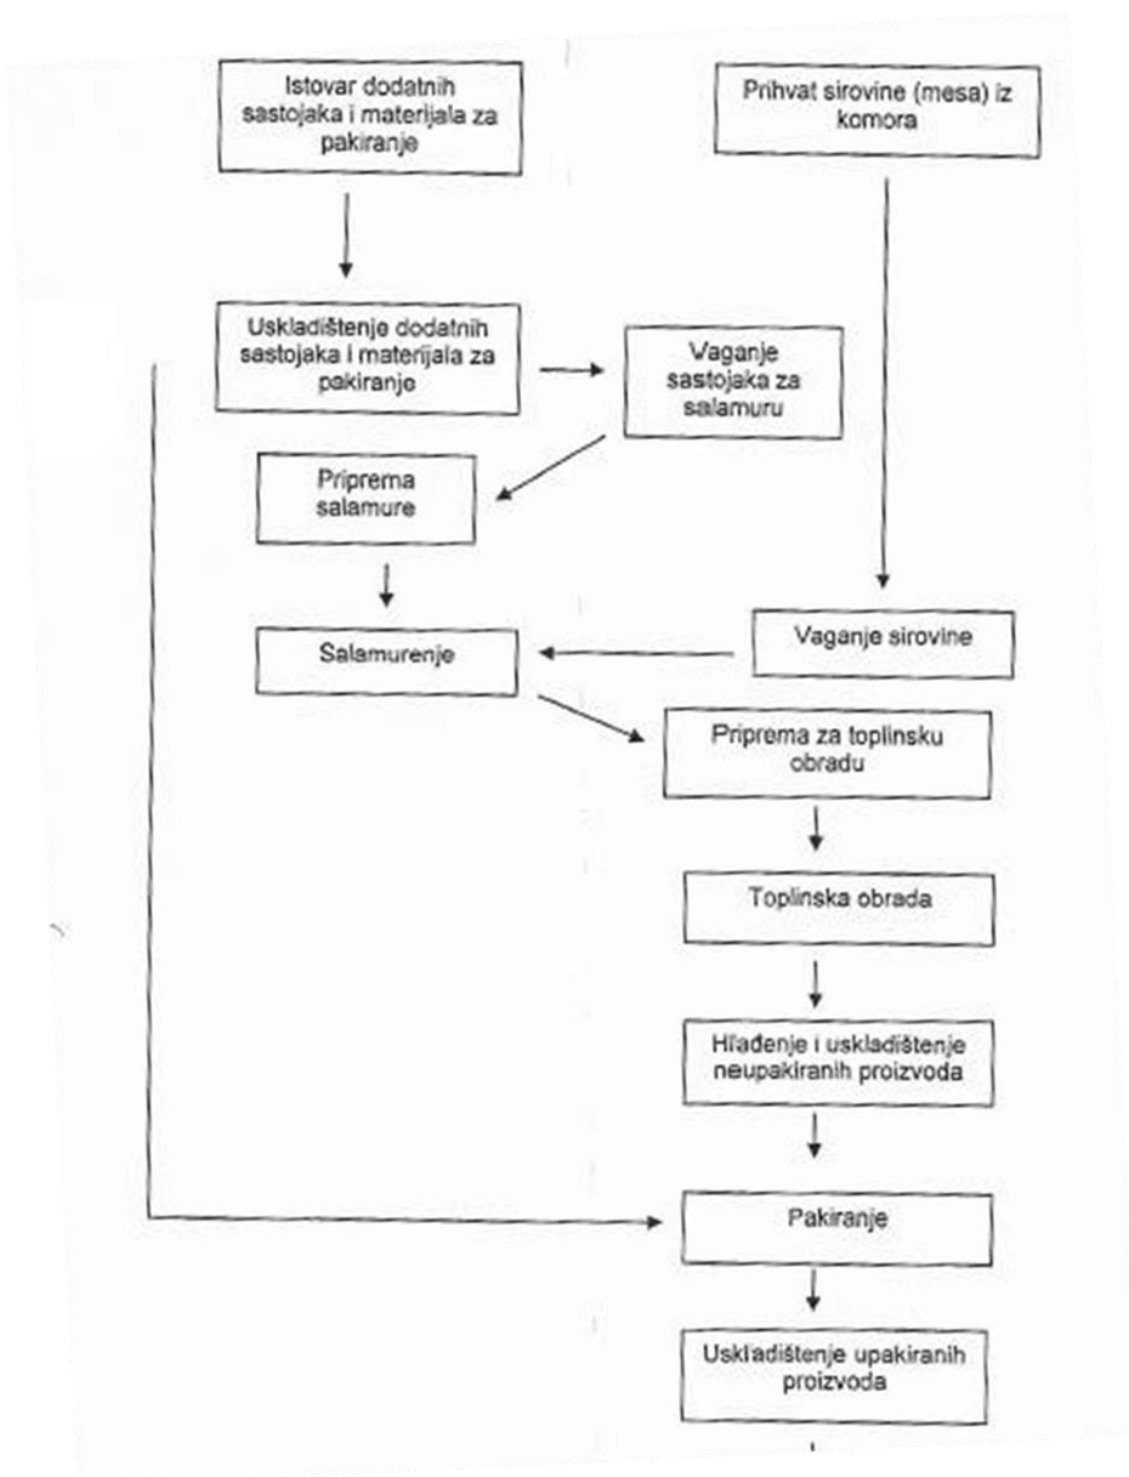 Istovar dodatnih
sastojaka i materijala za
pakiranje
Prihvat sirovine (mesa) iz
komora
Uskladištenje dodatnih
sastojaka i materijala za
pakiranje
Vaganje
sastojaka za
salamuru
Priprema
salamure
Salamurenje
Vaganje sirovine
Priprema za toplinsku
obradu
Toplinska obrada
Hlađenje i uskladištenje
neupakiranih proizvoda
Pakiranje
Uskladištenje upakiranih
proizvoda